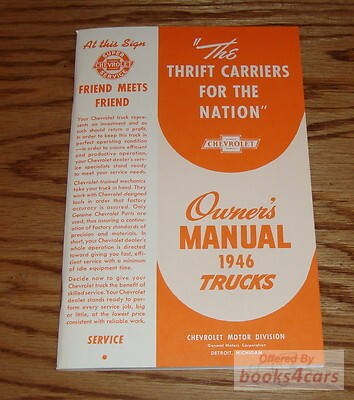 At this Sign
SUPER
CHEVROLET
SERVICE
FRIEND MEETS
FRIEND
Your Chevrolet truck repre-
sents an investment and as
such should return a profit.
In order to keep this truck in
perfect operating condition
—in order to assure efficient
and productive operation,
your Chevrolet dealer's serv-
ice specialists stand ready to
meet your service needs.
Chevrolet-trained mechanics
take your truck in hand. They
work with Chevrolet-designed
tools in order that factory
accuracy is assured. Only
Genuine Chevrolet Parts are
used, thus assuring a continu-
ation of factory standards of
precision and materials. In
short, your Chevrolet dealer's
whole operation is directed
toward giving you fast, effi-
cient service with a minimum
of idle equipment time.
Decide now to give your
Chevrolet truck the benefit of
skilled service. Your Chevrolet
dealer stands ready to per-
form every service job, big
or little, at the lowest price
consistent with reliable work.
SERVICE
"The
THRIFT CARRIERS
FOR THE
NATION"
CHEVROLET
Owner's
MANUAL
1946
TRUCKS
CHEVROLET MOTOR DIVISION
General Motors Corporation
DETROIT, MICHIGAN
Offered By
books4cars